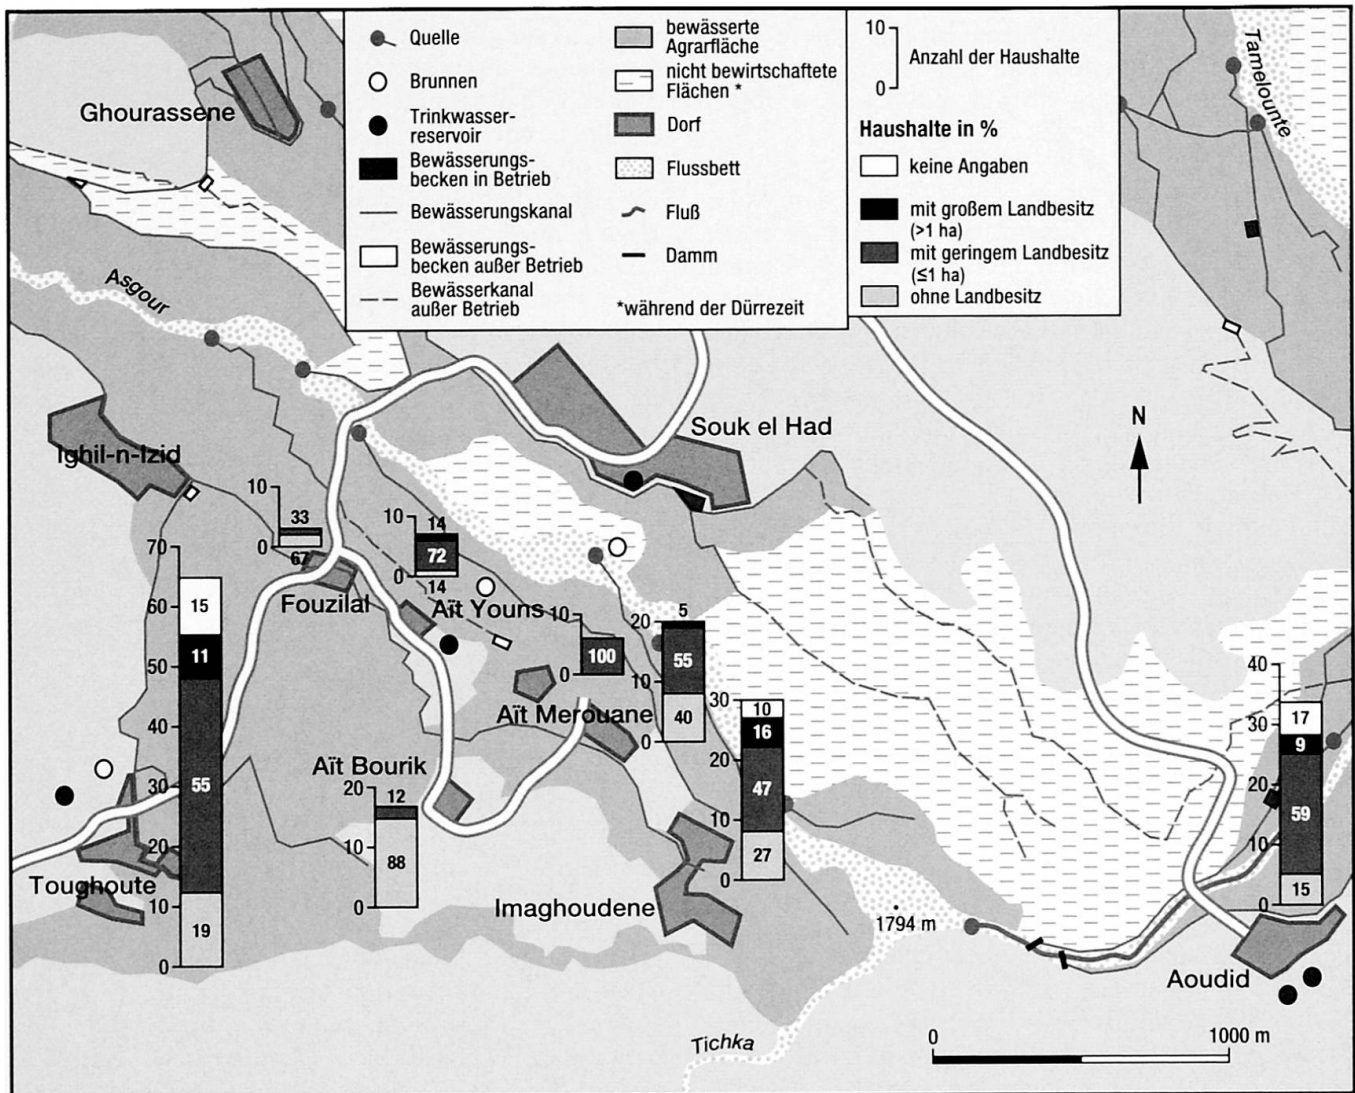 Quelle
Brunnen
Trinkwasser-
reservoir
Bewässerungs-
becken in Betrieb
Bewässerungskanal
Bewässerungs-
becken außer Betrieb
Bewässerkanal
außer Betrieb
bewässerte
Agrarfläche
nicht bewirtschaftete
Flächen *
Dorf
Flussbett
Fluß
Damm
*während der Dürrezeit
10
0
Anzahl der Haushalte
Haushalte in %
keine Angaben
mit großem Landbesitz
(>1 ha)
mit geringem Landbesitz
(≤1 ha)
ohne Landbesitz
Tamelounte
Ghourassene
Asgour
Ighil-n-Izid
Souk el Had
N
10
0
33
67
Fouzilal
10
0
14
72
14
Aït Youns
10
0
100
Aït Merouane
20
10
0
5
55
40
30
20
10
0
10
16
47
27
Imaghoudene
Aït Bourik
20
10
0
12
88
70
60
50
40
30
20
10
0
15
11
55
19
Toughoute
40
30
20
10
0
17
9
59
15
Aoudid
1794 m
Tichka
0
1000 m